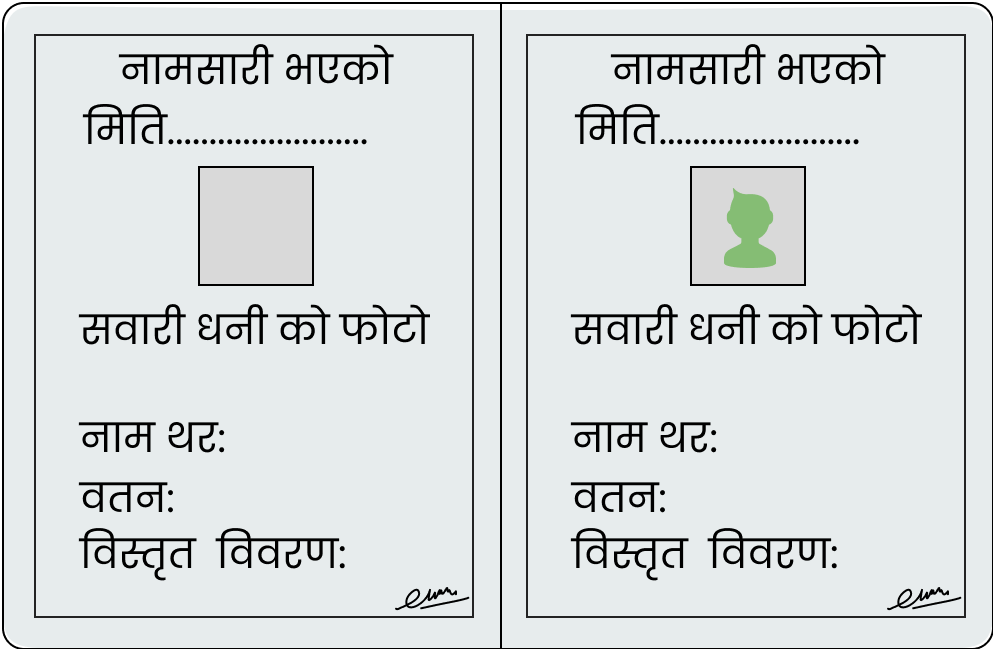 नामसारी भएको
मिति........................
सवारी धनी को फोटो
नाम थर:
वतन:
विस्तृत विवरण:
नामसारी भएको
मिति........................
सवारी धनी को फोटो
नाम थर:
वतन:
विस्तृत विवरण: